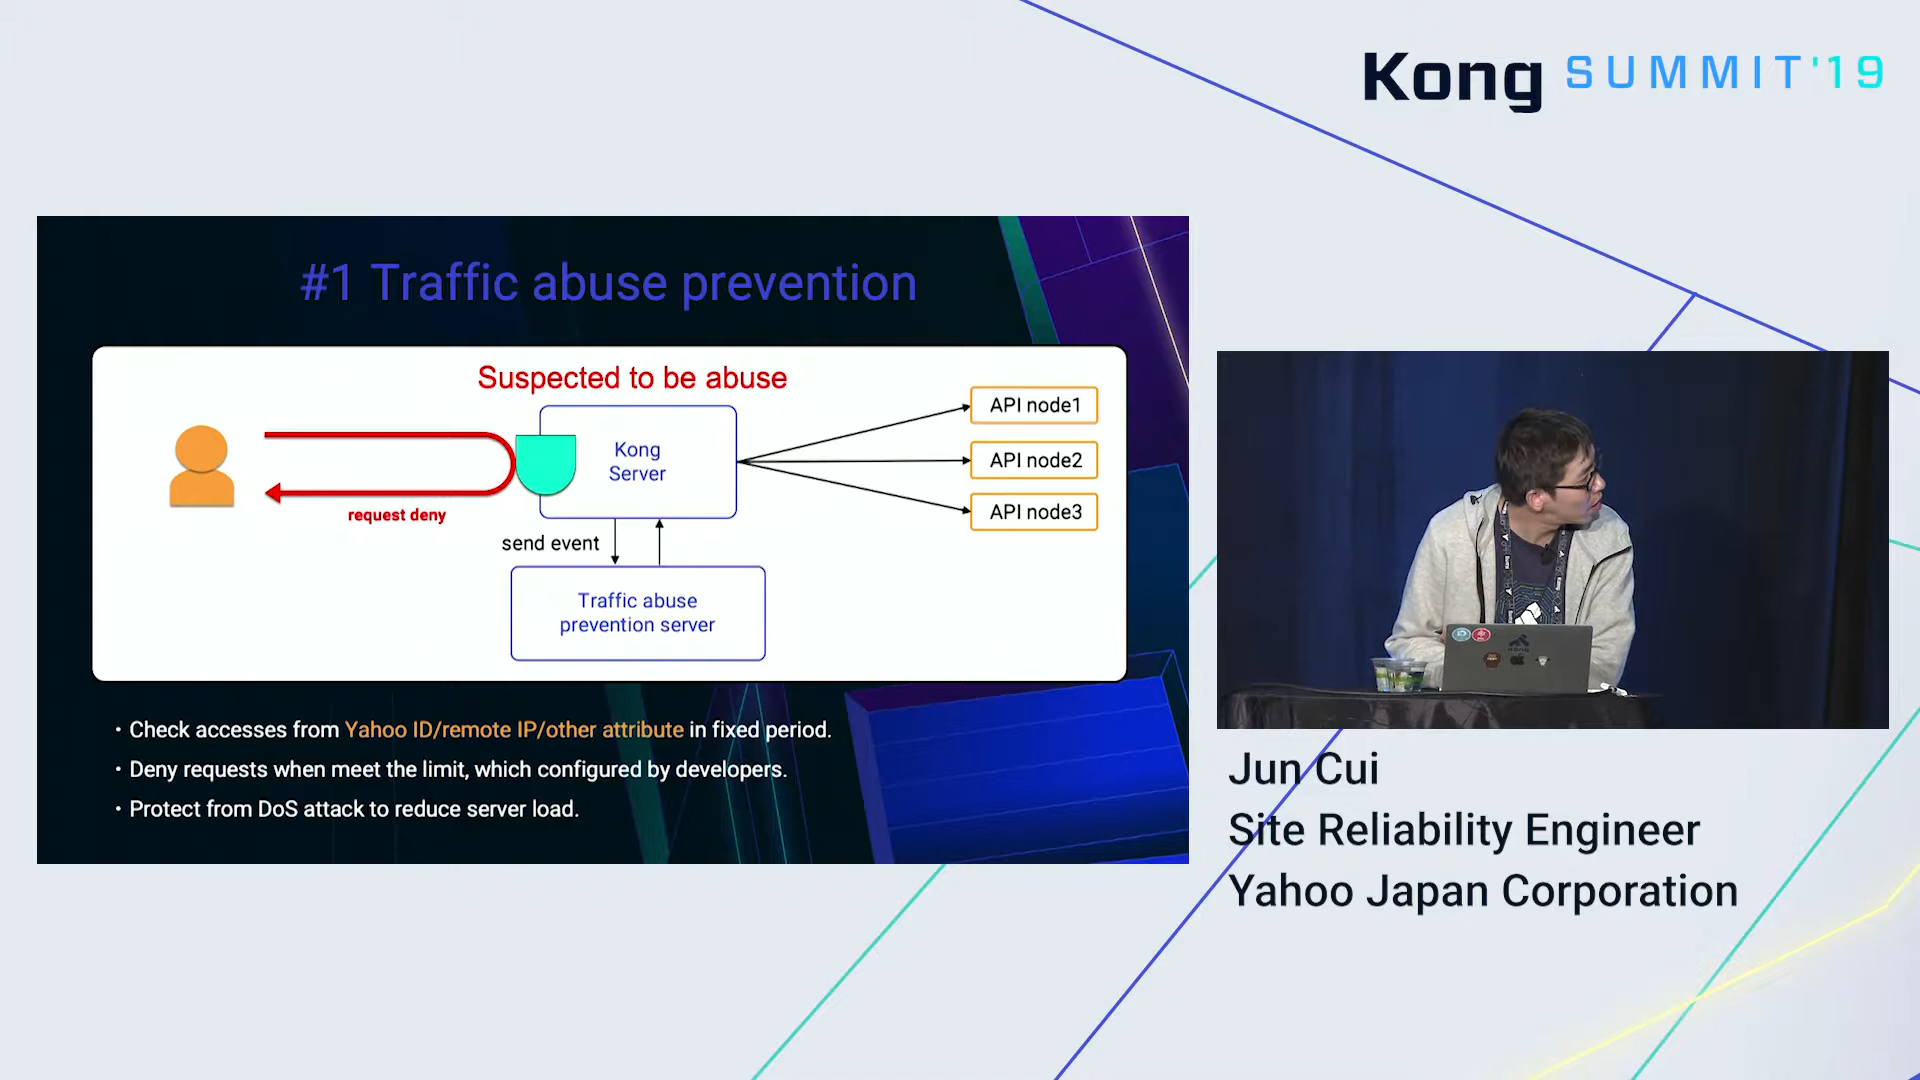 Kong SUMMIT'19
#1 Traffic abuse prevention
Suspected to be abuse
Kong
Server
API node1
API node2
API node3
request deny
send event
Traffic abuse
prevention server
・Check accesses from Yahoo ID/remote IP/other attribute in fixed period.
・Deny requests when meet the limit, which configured by developers.
・Protect from DoS attack to reduce server load.
Jun Cui
Site Reliability Engineer
Yahoo Japan Corporation